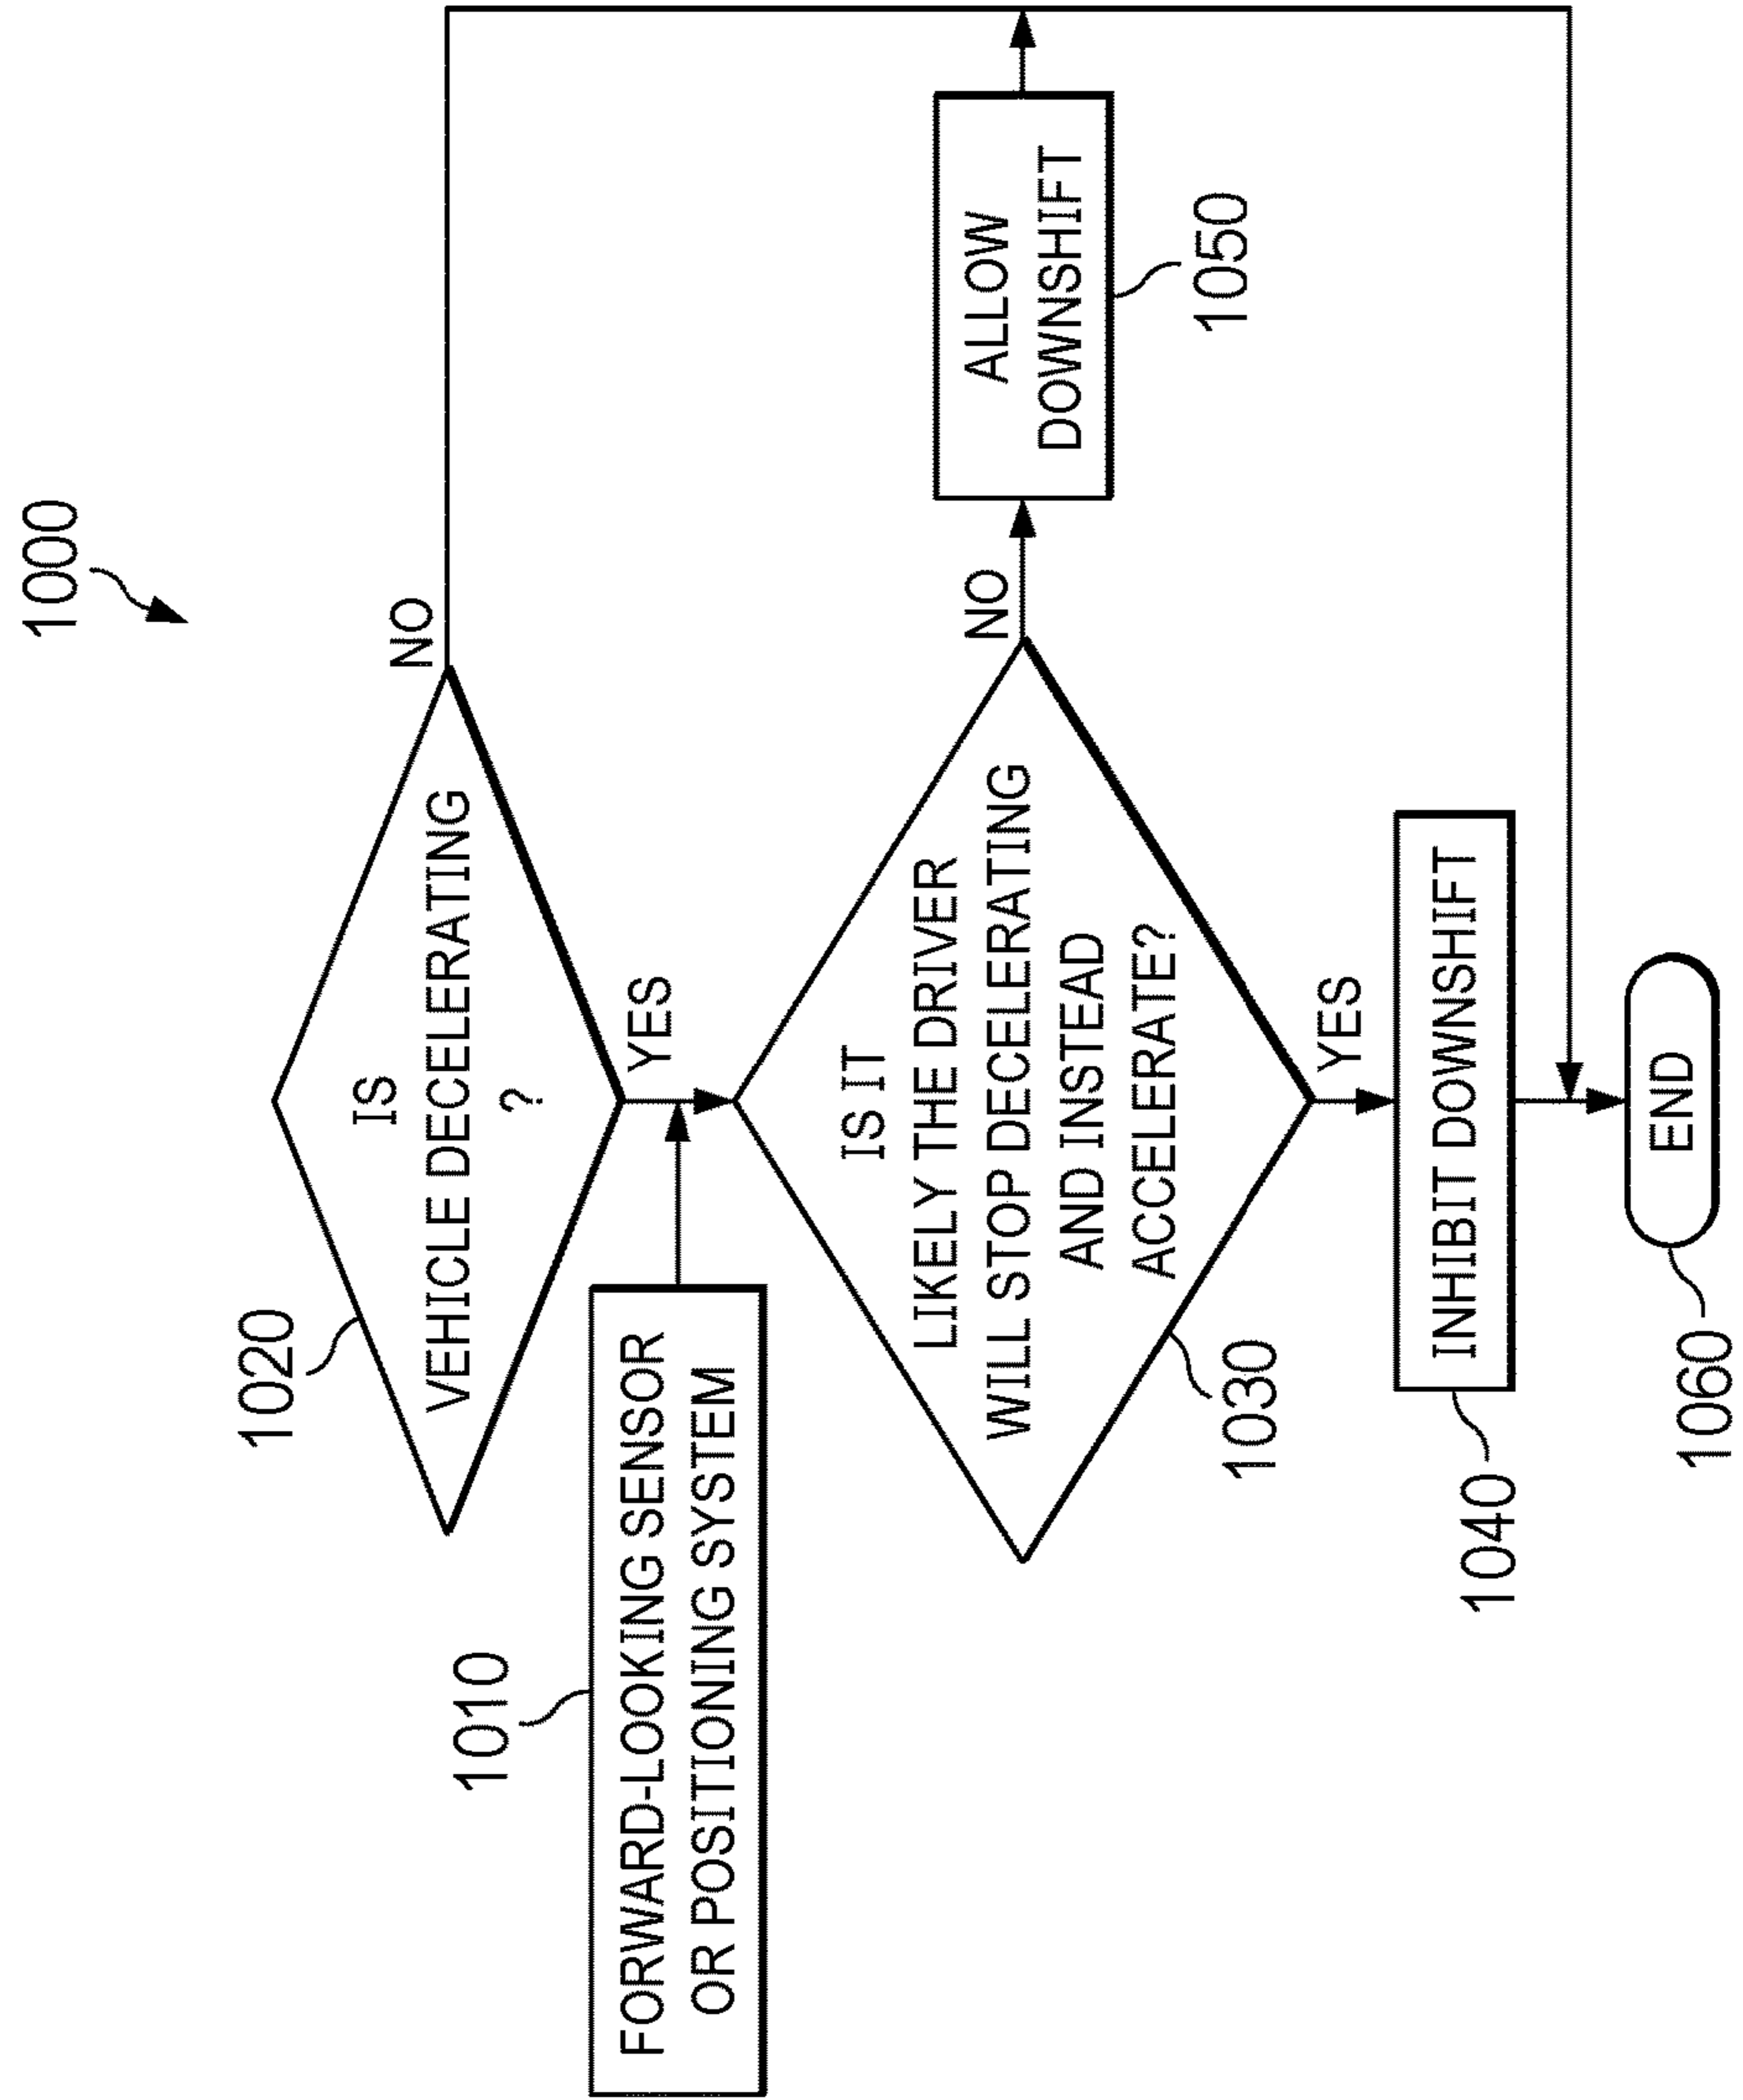 1000
1020
IS
VEHICLE DECELERATING
?
NO
YES
1010
FORWARD-LOOKING SENSOR
OR POSITIONING SYSTEM
IS IT
LIKELY THE DRIVER
WILL STOP DECELERATING
AND INSTEAD
ACCELERATE?
1030
NO
ALLOW
DOWNSHIFT
1050
YES
INHIBIT DOWNSHIFT
1040
END
1060